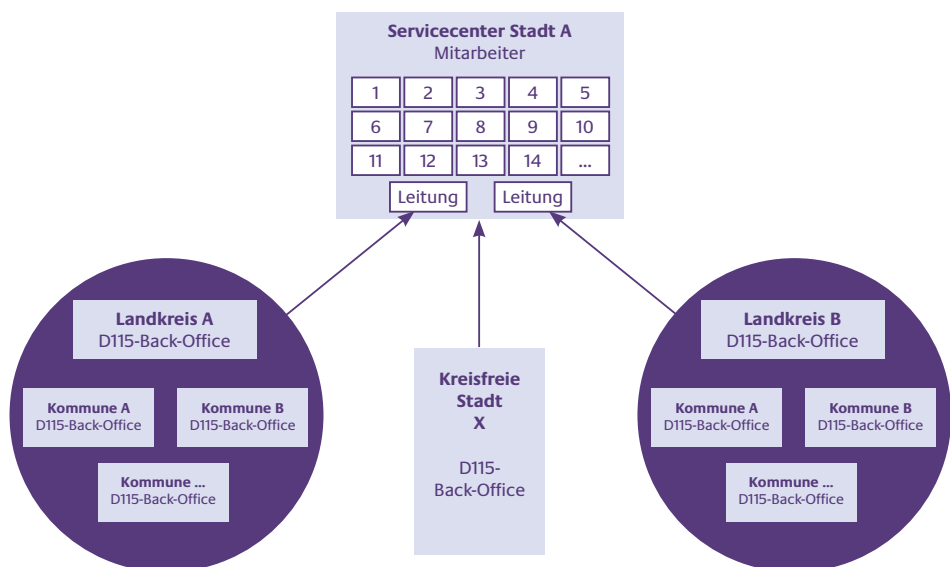 Servicecenter Stadt A
Mitarbeiter
1 2 3 4 5
6 7 8 9 10
11 12 13 14 ...
Leitung Leitung
Landkreis A
D115-Back-Office
Kommune A
D115-Back-Office
Kommune B
D115-Back-Office
Kommune ...
D115-Back-Office
Kreisfreie
Stadt
X
D115-
Back-Office
Landkreis B
D115-Back-Office
Kommune A
D115-Back-Office
Kommune B
D115-Back-Office
Kommune ...
D115-Back-Office